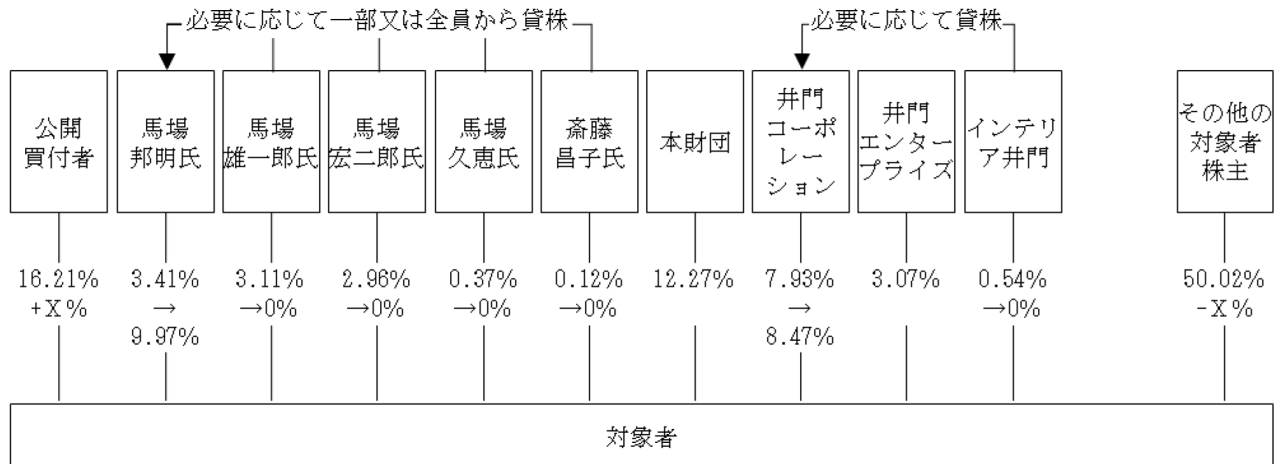 必要に応じて一部又は全員から貸株
必要に応じて貸株
公開
買付者
馬場
邦明氏
馬場
雄一郎氏
馬場
宏二郎氏
馬場
久恵氏
斎藤
昌子氏
本財団
井門
コーポ
レー
ション
井門
エンター
プライズ
インテリ
ア井門
その他の
対象者
株主
16.21%
+X%
3.41%
→
9.97%
3.11%
→0%
2.96%
→0%
0.37%
→0%
0.12%
→0%
12.27%
7.93%
→
8.47%
3.07%
0.54%
→0%
50.02%
-X%
対象者